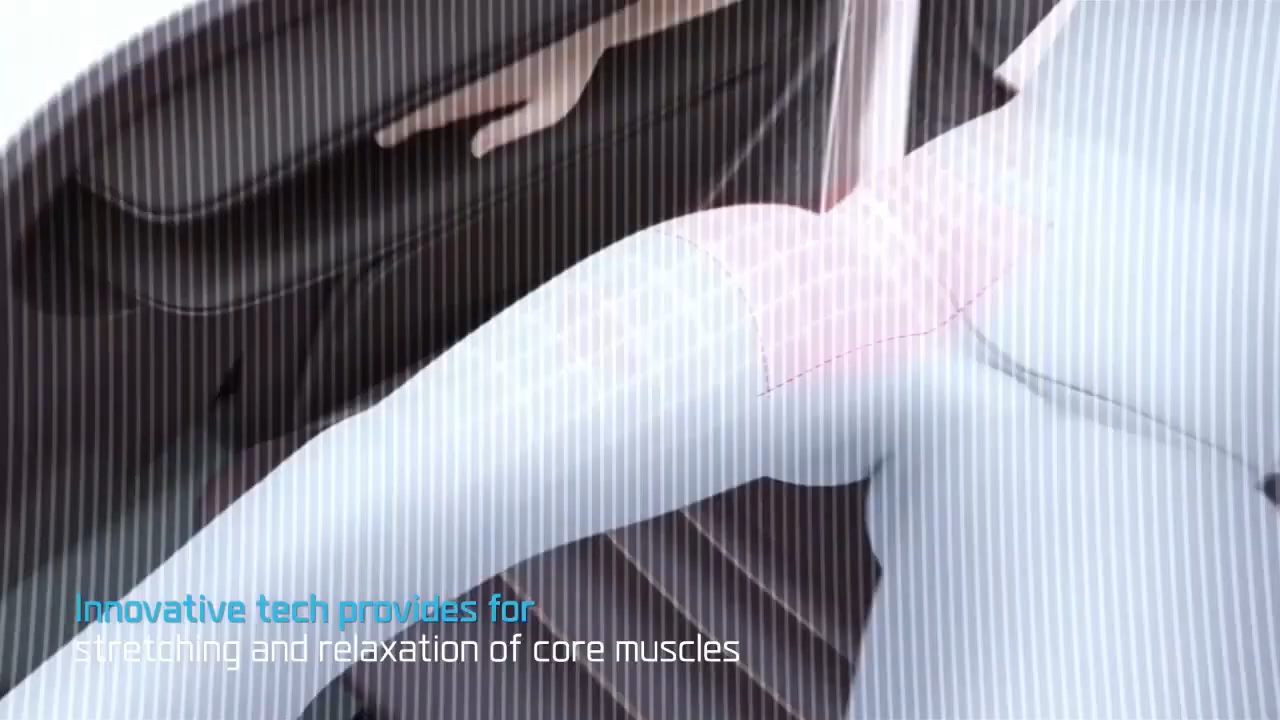 Innovative tech provides for
stretching and relaxation of core muscles